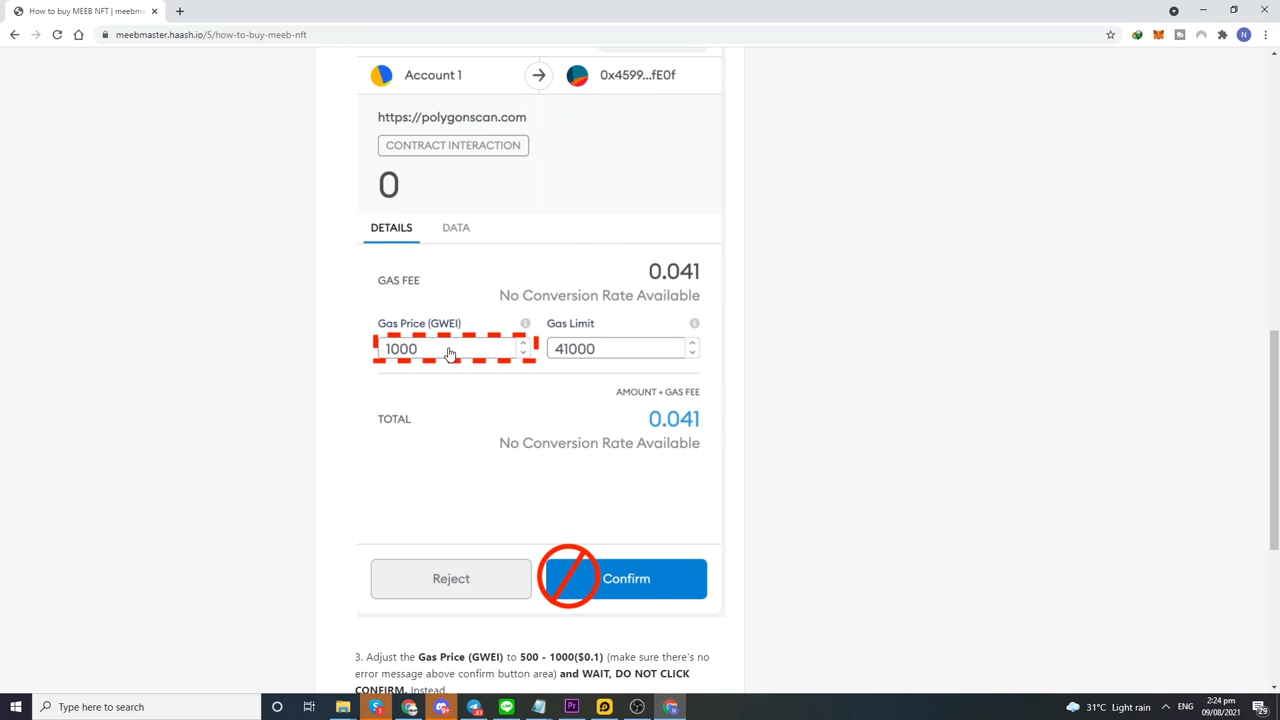 How to buy MEEB NFT | meebma
meebmaster.haash.io/5/how-to-buy-meeb-nft
N
Account 1
0x4599...fE0f
https://polygonscan.com
CONTRACT INTERACTION
0
DETAILS
DATA
GAS FEE
0.041
No Conversion Rate Available
Gas Price (GWEI)
Gas Limit
1000
41000
AMOUNT + GAS FEE
TOTAL
0.041
No Conversion Rate Available
Reject
Confirm
3. Adjust the Gas Price (GWEI) to 500 - 1000($0.1) (make sure there's no
error message above confirm button area) and WAIT, DO NOT CLICK
CONFIRM. Instead
Type here to search
31°C Light rain
2:24 pm
09/08/2021